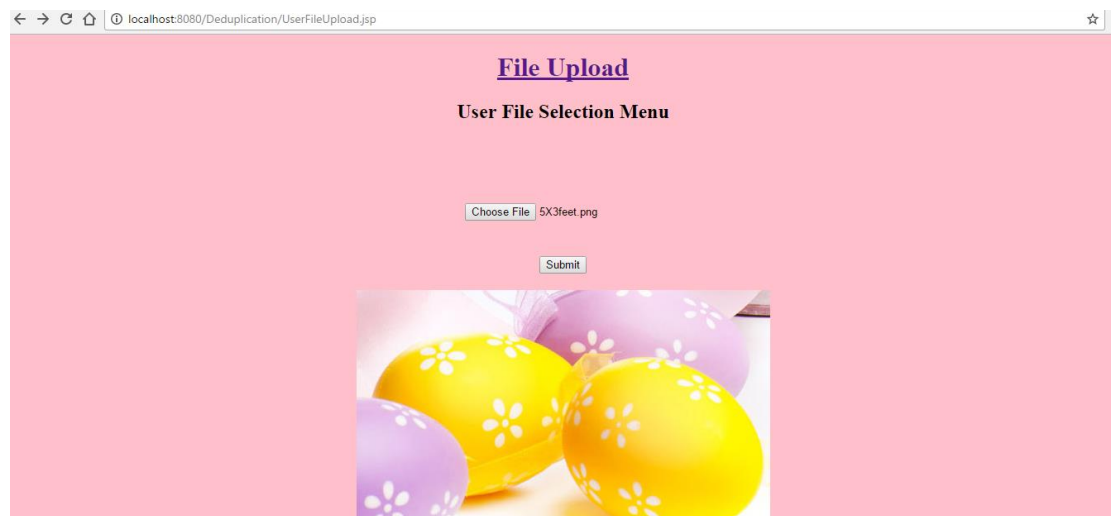 localhost:8080/Deduplication/UserFileUpload.jsp
File Upload
User File Selection Menu
Choose File 5X3feet.png
Submit